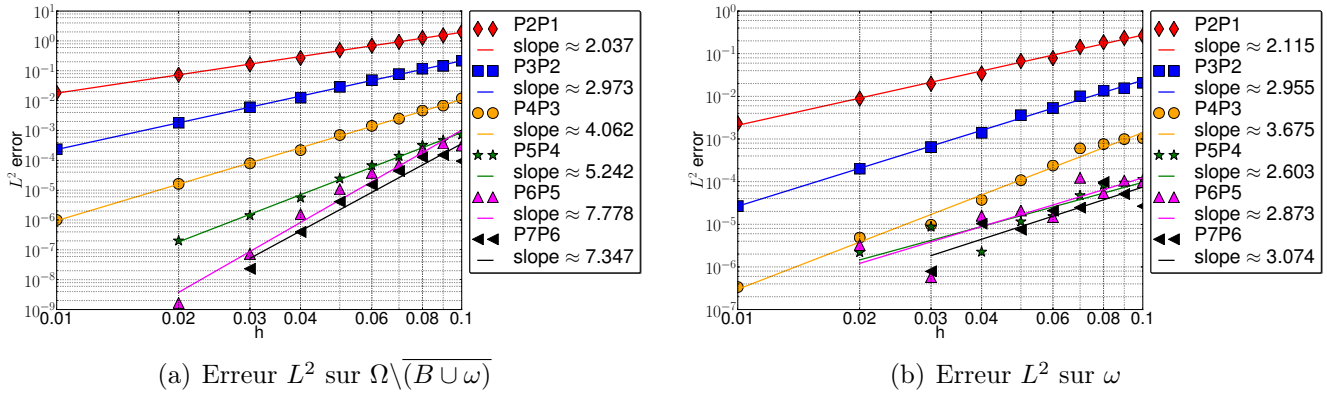 10^1
10^0
10^{-1}
10^{-2}
10^{-3}
10^{-4}
10^{-5}
10^{-6}
10^{-7}
10^{-8}
10^{-9}
L^2 error
0.01 0.02 0.03 0.04 0.06 0.1
h
P2P1
slope ≈ 2.037
P3P2
slope ≈ 2.973
P4P3
slope ≈ 4.062
P5P4
slope ≈ 5.242
P6P5
slope ≈ 7.778
P7P6
slope ≈ 7.347
(a) Erreur L^2 sur Ω\\overline{(B ∪ ω)}
10^0
10^{-1}
10^{-2}
10^{-3}
10^{-4}
10^{-5}
10^{-6}
10^{-7}
L^2 error
0.01 0.02 0.03 0.04 0.06 0.1
h
P2P1
slope ≈ 2.115
P3P2
slope ≈ 2.955
P4P3
slope ≈ 3.675
P5P4
slope ≈ 2.603
P6P5
slope ≈ 2.873
P7P6
slope ≈ 3.074
(b) Erreur L^2 sur ω